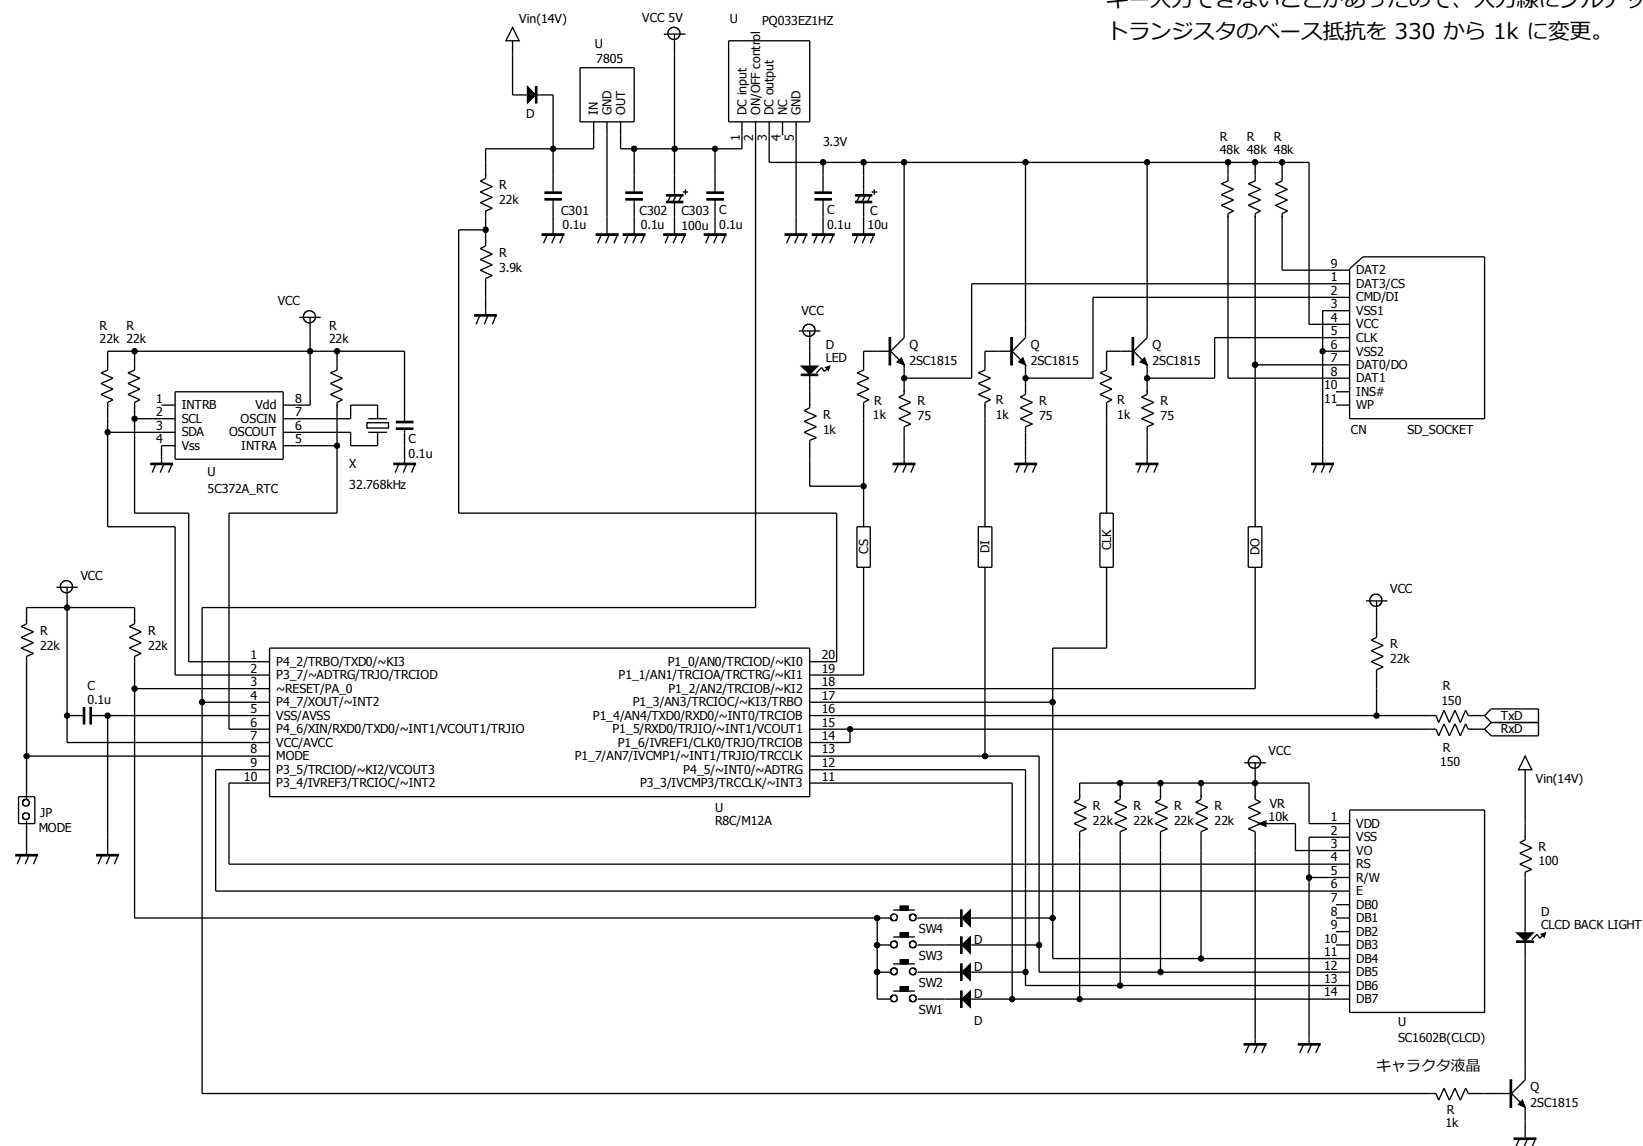 キー入力できないことがあったので、入力線にプルアッ
トランジスタのベース抵抗を 330 から 1k に変更。
Vin(14V)
VCC 5V
U
PQ033EZ1HZ
U
7805
D
IN
GND
OUT
DC input
ON/OFF control
DC output
NC
GND
1
2
3
4
5
3.3V
R
22k
R
3.9k
C301
0.1u
C302
0.1u
C303
100u
C
0.1u
C
0.1u
C
10u
R
48k
R
48k
R
48k
9
DAT2
1
DAT3/CS
2
CMD/DI
3
VSS1
4
VCC
5
CLK
6
VSS2
7
DAT0/DO
8
DAT1
10
INS#
11
WP
CN
SD_SOCKET
VCC
D
LED
R
1k
R
1k
Q
2SC1815
R
75
R
1k
Q
2SC1815
R
75
R
1k
Q
2SC1815
R
75
CS
DI
CLK
DO
VCC
R
22k
R
22k
R
22k
1
INTRB
2
SCL
3
SDA
4
Vss
Vdd
8
OSCIN
7
OSCOUT
6
INTRA
5
U
5C372A_RTC
X
32.768kHz
C
0.1u
VCC
R
22k
R
22k
C
0.1u
JP
MODE
1
P4_2/TRBO/TXD0/~KI3
2
P3_7/~ADTRG/TRJO/TRCIOD
3
~RESET/PA_0
4
P4_7/XOUT/~INT2
5
VSS/AVSS
6
P4_6/XIN/RXD0/TXD0/~INT1/VCOUT1/TRJIO
7
VCC/AVCC
8
MODE
9
P3_5/TRCIOD/~KI2/VCOUT3
10
P3_4/IVREF3/TRCIOC/~INT2
P1_0/AN0/TRCIOD/~KI0
20
P1_1/AN1/TRCIOA/TRCTRG/~KI1
19
P1_2/AN2/TRCIOB/~KI2
18
P1_3/AN3/TRCIOC/~KI3/TRBO
17
P1_4/AN4/TXD0/RXD0/~INT0/TRCIOB
16
P1_5/RXD0/TRJIO/~INT1/VCOUT1
15
P1_6/IVREF1/CLK0/TRJO/TRCIOB
14
P1_7/AN7/IVCMP1/~INT1/TRJIO/TRCCLK
13
P4_5/~INT0/~ADTRG
12
P3_3/IVCMP3/TRCCLK/~INT3
11
U
R8C/M12A
VCC
R
22k
R
150
TxD
RxD
R
150
VCC
R
22k
R
22k
R
22k
R
22k
VR
10k
1
VDD
2
VSS
3
VO
4
RS
5
R/W
6
E
7
DB0
8
DB1
9
DB2
10
DB3
11
DB4
12
DB5
13
DB6
14
DB7
U
SC1602B(CLCD)
キャラクタ液晶
SW4
D
SW3
D
SW2
D
SW1
D
Vin(14V)
R
100
D
CLCD BACK LIGHT
Q
2SC1815
R
1k